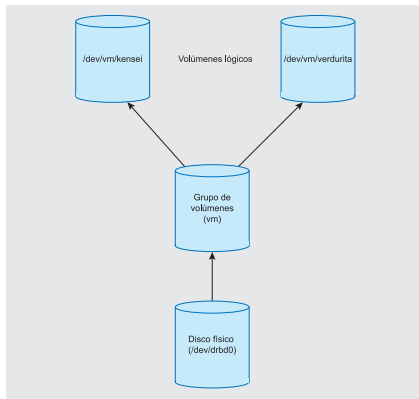 /dev/vm/kensei
Volúmenes lógicos
/dev/vm/verdurita
Grupo de
volúmenes
(vm)
Disco físico
(/dev/drbd0)